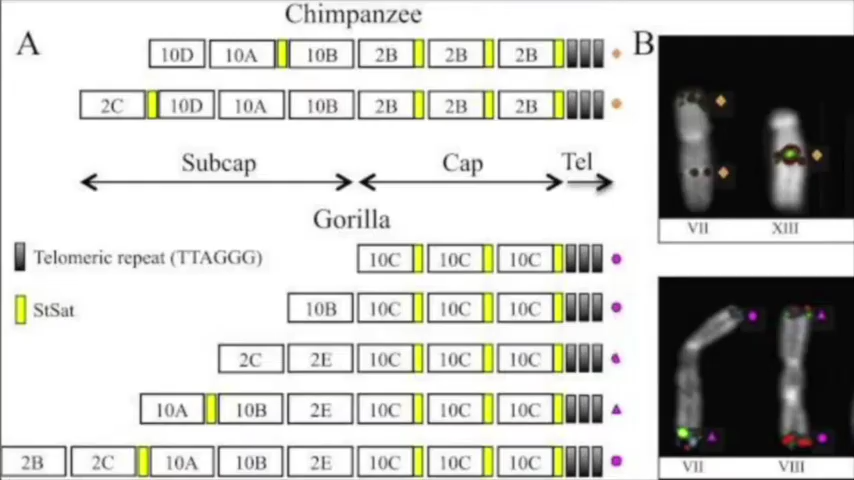 Chimpanzee
A
B
10D 10A 10B 2B 2B 2B
2C 10D 10A 10B 2B 2B 2B
Subcap Cap Tel
Gorilla
Telomeric repeat (TTAGGG) 10C 10C 10C
StSat 10B 10C 10C 10C
2C 2E 10C 10C 10C
10A 10B 2E 10C 10C 10C
2B 2C 10A 10B 2E 10C 10C 10C
VII XIII
VII VIII